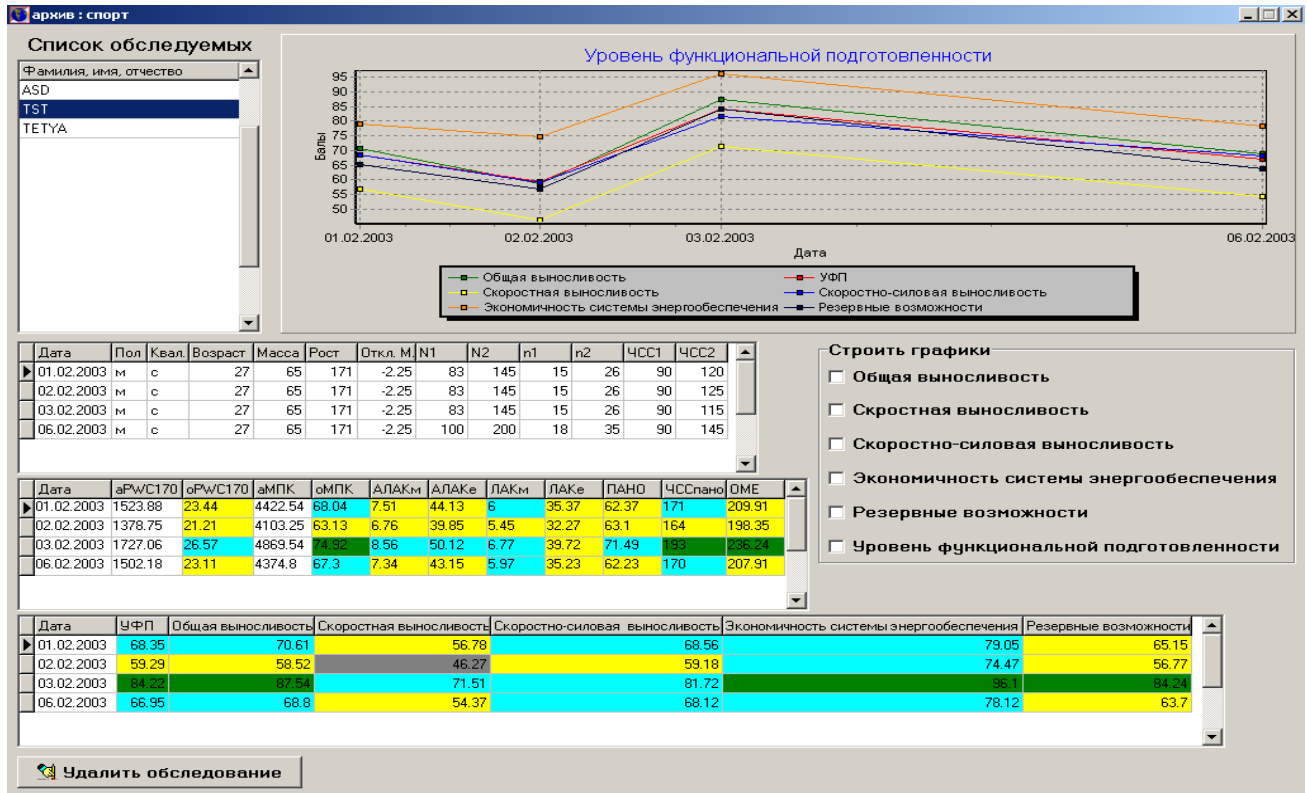 архив : спорт
Список обследуемых
Фамилия, имя, отчество
ASD
TST
TETYA
Уровень функциональной подготовленности
95
90
85
80
75
70
65
60
55
50
Балы
01.02.2003 02.02.2003 03.02.2003 06.02.2003
Дата
Общая выносливость УФП
Скоростная выносливость Скоростно-силовая выносливость
Экономичность системы энергообеспечения Резервные возможности
Дата Пол Квал. Возраст Масса Рост Откл. М. N1 N2 n1 n2 ЧСС1 ЧСС2
01.02.2003 м с 27 65 171 -2.25 83 145 15 26 90 120
02.02.2003 м с 27 65 171 -2.25 83 145 15 26 90 125
03.02.2003 м с 27 65 171 -2.25 83 145 15 26 90 115
06.02.2003 м с 27 65 171 -2.25 100 200 18 35 90 145
Строить графики
Общая выносливость
Скростная выносливость
Скоростно-силовая выносливость
Экономичность системы энергообеспечения
Резервные возможности
Уровень функциональной подготовленности
Дата аPWC170 оPWC170 аМПК оМПК АЛАКм АЛАКе ЛАКм ЛАКе ПАНО ЧССпано ОМЕ
01.02.2003 1523.88 23.44 4422.54 68.04 7.51 44.13 6 35.37 62.37 171 209.91
02.02.2003 1378.75 21.21 4103.25 63.13 6.76 39.85 5.45 32.27 63.1 164 198.35
03.02.2003 1727.06 26.57 4869.54 74.92 8.56 50.12 6.77 39.72 71.49 193 236.24
06.02.2003 1502.18 23.11 4374.8 67.3 7.34 43.15 5.97 35.23 62.23 170 207.91
Дата УФП Общая выносливость Скоростная выносливость Скоростно-силовая выносливость Экономичность системы энергообеспечения Резервные возможности
01.02.2003 68.35 70.61 56.78 68.56 79.05 65.15
02.02.2003 59.29 58.52 46.27 59.18 74.47 56.77
03.02.2003 84.22 87.54 71.51 81.72 96.1 84.24
06.02.2003 66.95 68.8 54.37 68.12 78.12 63.7
Удалить обследование